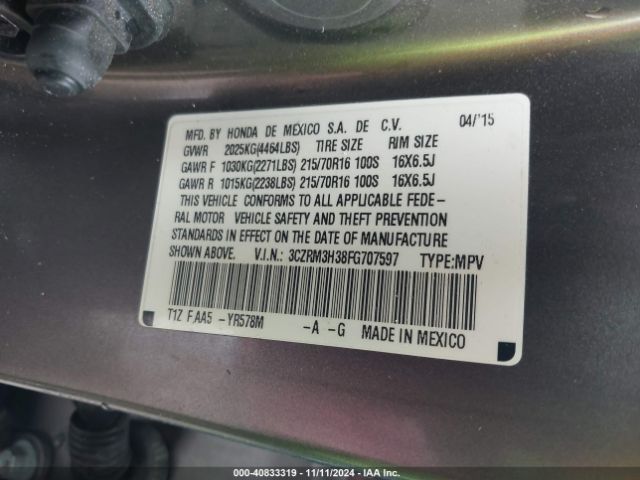 MFD. BY HONDA DE MEXICO S.A. DE C.V. 04/'15
GVWR 2025KG(4464LBS) TIRE SIZE RIM SIZE
GAWR F 1030KG(2271LBS) 215/70R16 100S 16X6.5J
GAWR R 1015KG(2238LBS) 215/70R16 100S 16X6.5J
THIS VEHICLE CONFORMS TO ALL APPLICABLE FEDE-
RAL MOTOR VEHICLE SAFETY AND THEFT PREVENTION
STANDARDS IN EFFECT ON THE DATE OF MANUFACTURE
SHOWN ABOVE. V.I.N.: 3CZRM3H38FG707597 TYPE:MPV
T1Z F.AA5 -YR578M -A -G MADE IN MEXICO
000-40833319 - 11/11/2024 - IAA Inc.